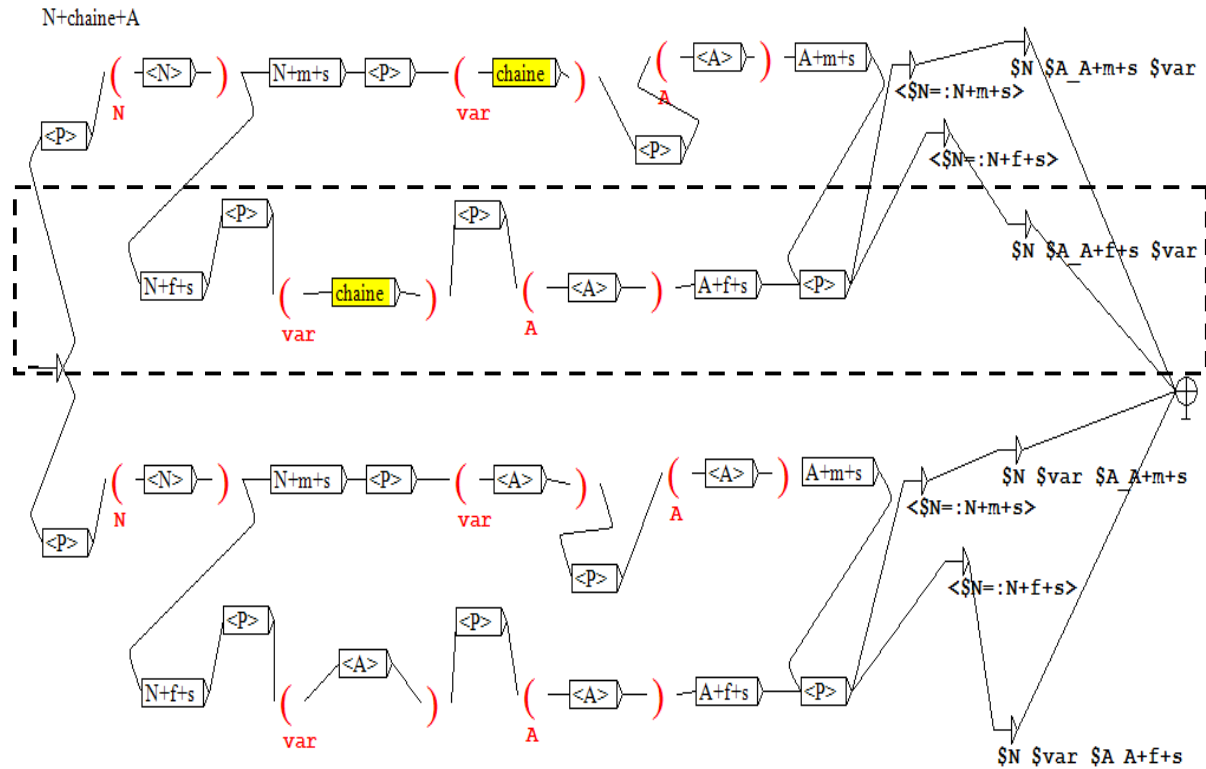 N+chaine+A
<N> N+m+s <P> ( chaine ) ( <A> ) A+m+s
$N $A_A+m+s $var
<$N=:N+m+s>
N var A
<P> <P>
<$N=:N+f+s>
<P> <P>
$N $A_A+f+s $var
N+f+s ( chaine ) ( <A> ) A+f+s <P>
var A
( <N> ) N+m+s <P> ( <A> ) ( <A> ) A+m+s
$N $var $A_A+m+s
<$N=:N+m+s>
N var A
<P> <P>
<$N=:N+f+s>
<P> <P>
<A>
N+f+s ( ) ( <A> ) A+f+s <P>
var A
$N $var $A A+f+s